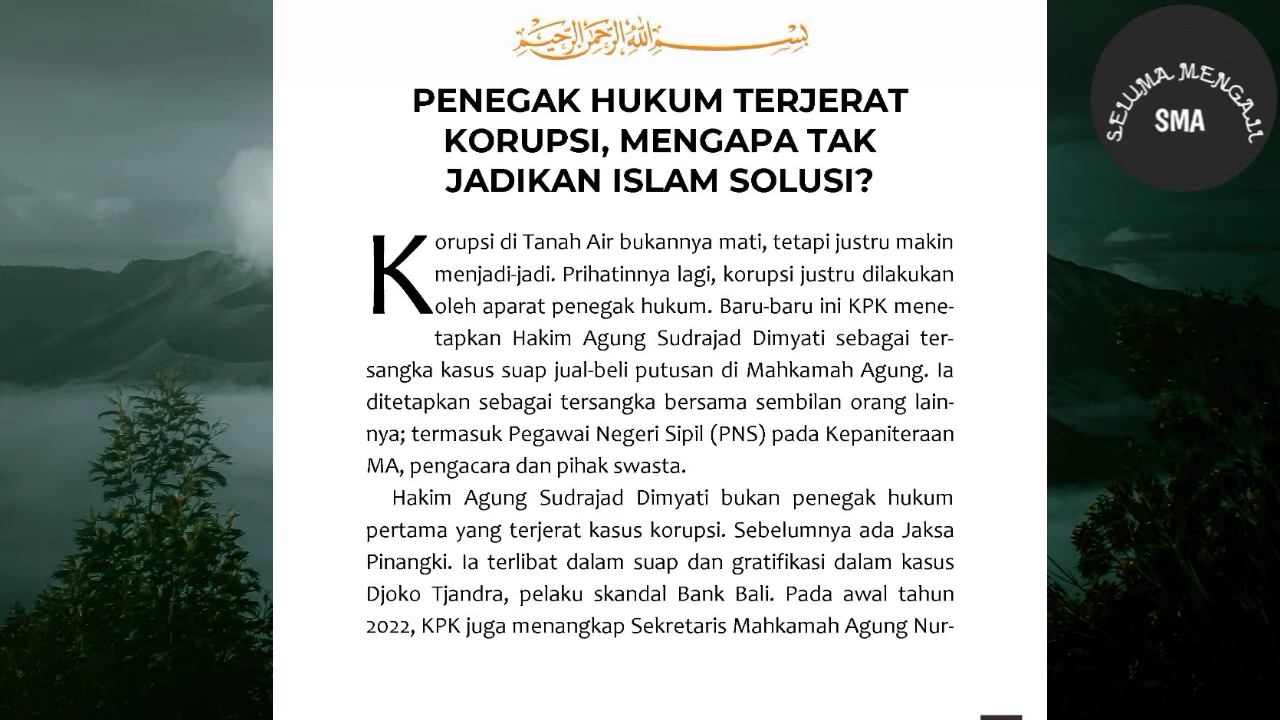 بسم الله الرحمن الرحيم
SELUMA MENGAJI
SMA
PENEGAK HUKUM TERJERAT
KORUPSI, MENGAPA TAK
JADIKAN ISLAM SOLUSI?
Korupsi di Tanah Air bukannya mati, tetapi justru makin
menjadi-jadi. Prihatinnya lagi, korupsi justru dilakukan
oleh aparat penegak hukum. Baru-baru ini KPK mene-
tapkan Hakim Agung Sudrajad Dimyati sebagai ter-
sangka kasus suap jual-beli putusan di Mahkamah Agung. Ia
ditetapkan sebagai tersangka bersama sembilan orang lain-
nya; termasuk Pegawai Negeri Sipil (PNS) pada Kepaniteraan
MA, pengacara dan pihak swasta.
Hakim Agung Sudrajad Dimyati bukan penegak hukum
pertama yang terjerat kasus korupsi. Sebelumnya ada Jaksa
Pinangki. Ia terlibat dalam suap dan gratifikasi dalam kasus
Djoko Tjandra, pelaku skandal Bank Bali. Pada awal tahun
2022, KPK juga menangkap Sekretaris Mahkamah Agung Nur-